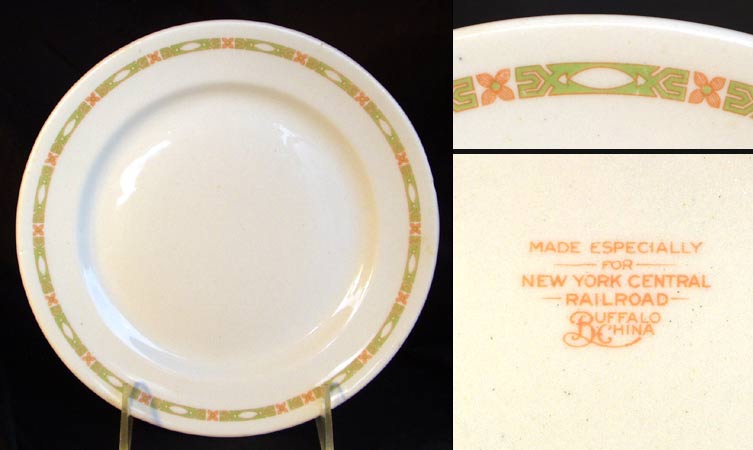 MADE ESPECIALLY
FOR
NEW YORK CENTRAL
RAILROAD
BUFFALO
CHINA